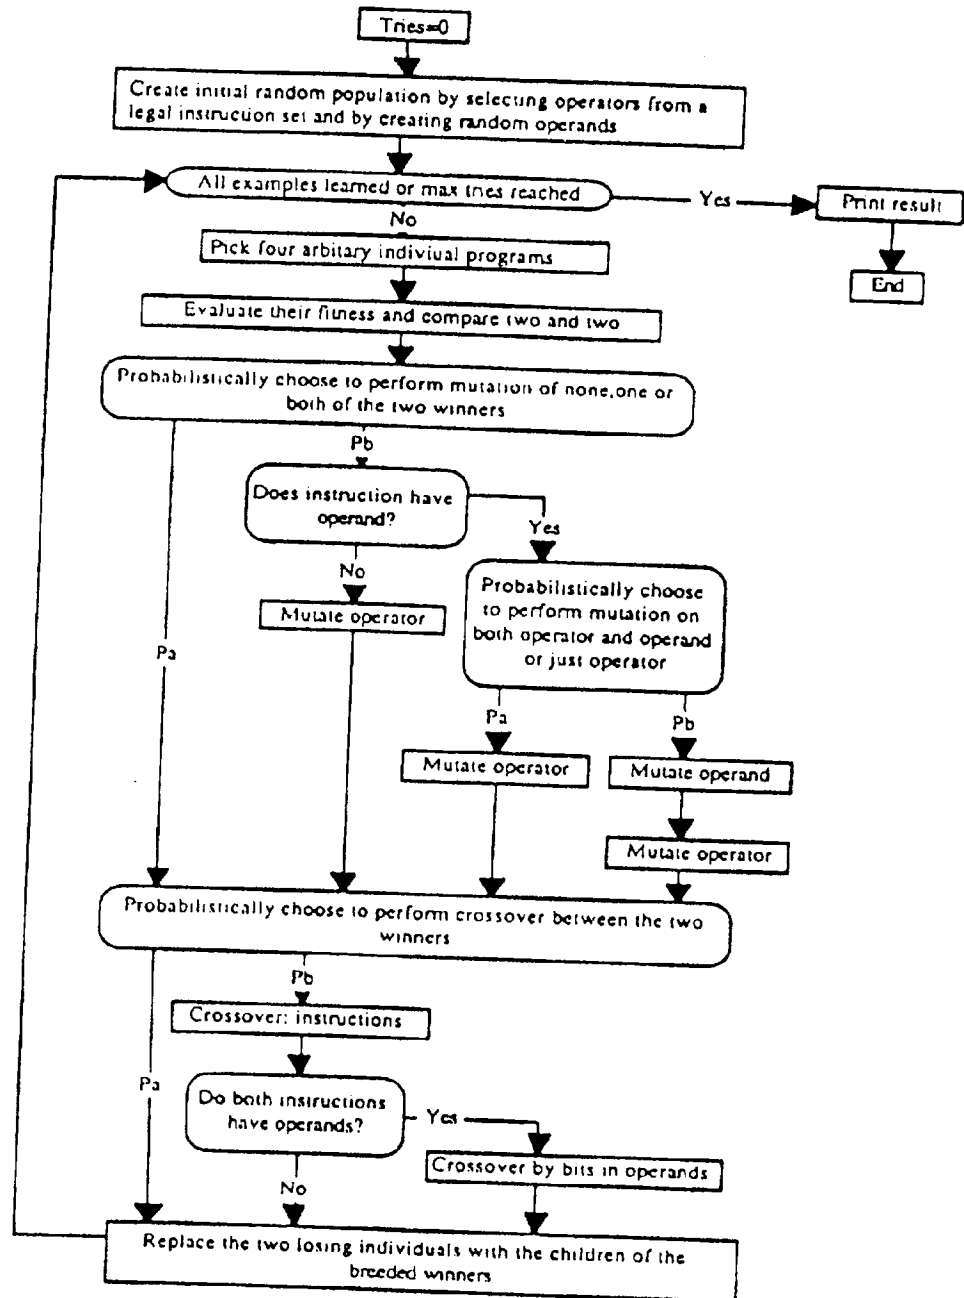 Tries=0
Create initial random population by selecting operators from a
legal instruction set and by creating random operands
All examples learned or max tries reached
Yes
Print result
No
End
Pick four arbitary indiviual programs
Evaluate their fitness and compare two and two
Probabilistically choose to perform mutation of none,one or
both of the two winners
Pb
Does instruction have
operand?
Yes
No
Mutate operator
Probabilistically choose
to perform mutation on
both operator and operand
or just operator
Pa
Pa
Pb
Mutate operator
Mutate operand
Mutate operator
Probabilistically choose to perform crossover between the two
winners
Pb
Crossover: instructions
Pa
Do both instructions
have operands?
Yes
Crossover by bits in operands
No
Replace the two losing individuals with the children of the
breeded winners